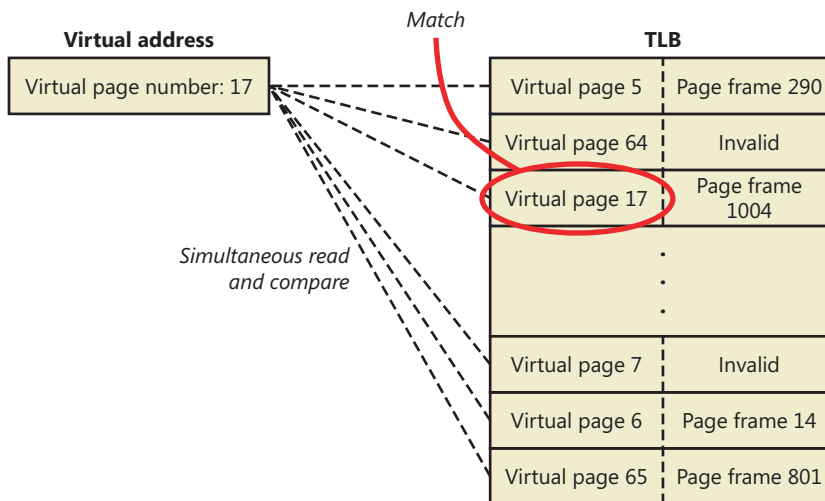 Match
Virtual address
TLB
Virtual page number: 17
Virtual page 5
Page frame 290
Virtual page 64
Invalid
Virtual page 17
Page frame
1004
Simultaneous read
and compare
Virtual page 7
Invalid
Virtual page 6
Page frame 14
Virtual page 65
Page frame 801